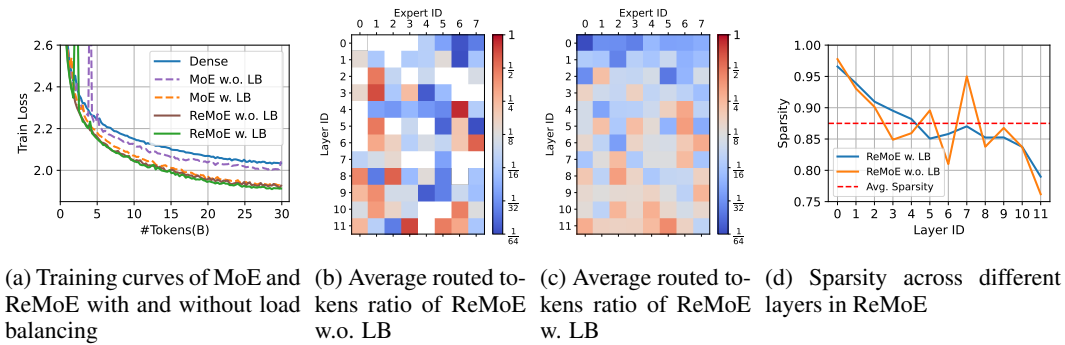 2.6
2.4
2.2
2.0
Train Loss
0 5 10 15 20 25 30
#Tokens(B)
Dense
MoE w.o. LB
MoE w. LB
ReMoE w.o. LB
ReMoE w. LB
Expert ID
0 1 2 3 4 5 6 7
Layer ID
0
1
2
3
4
5
6
7
8
9
10
11
1
1/2
1/4
1/8
1/16
1/32
1/64
Expert ID
0 1 2 3 4 5 6 7
Layer ID
0
1
2
3
4
5
6
7
8
9
10
11
1
1/2
1/4
1/8
1/16
1/32
1/64
1.00
0.95
0.90
0.85
0.80
0.75
Sparsity
ReMoE w. LB
ReMoE w.o. LB
Avg. Sparsity
0 1 2 3 4 5 6 7 8 9 10 11
Layer ID
(a) Training curves of MoE and
ReMoE with and without load
balancing
(b) Average routed to-
kens ratio of ReMoE
w.o. LB
(c) Average routed to-
kens ratio of ReMoE
w. LB
(d) Sparsity across different
layers in ReMoE